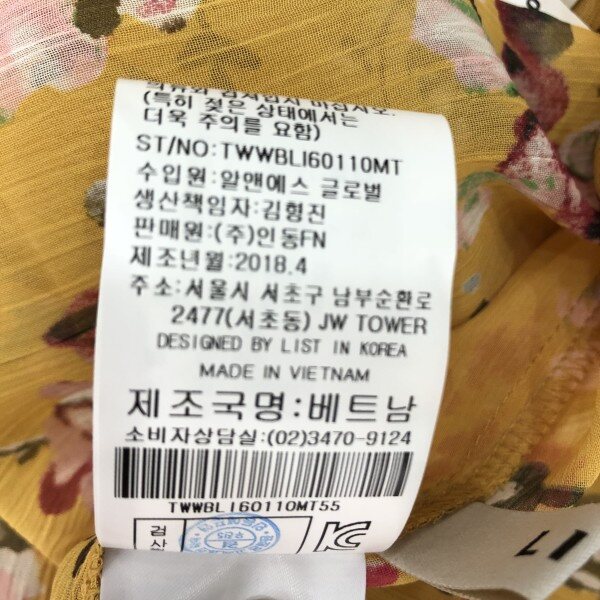 (특히 젖은 상태에서는
더욱 주의를 요함)
ST/NO:TWWBLI60110MT
수입원:알앤에스 글로벌
생산책임자:김형진
판매원:(주)인동FN
제조년월:2018.4
주소:서울시 서초구 남부순환로
2477(서초동) JW TOWER
DESIGNED BY LIST IN KOREA
MADE IN VIETNAM
제조국명:베트남
소비자상담실:(02)3470-9124
TWWBLI60110MT55
검
사